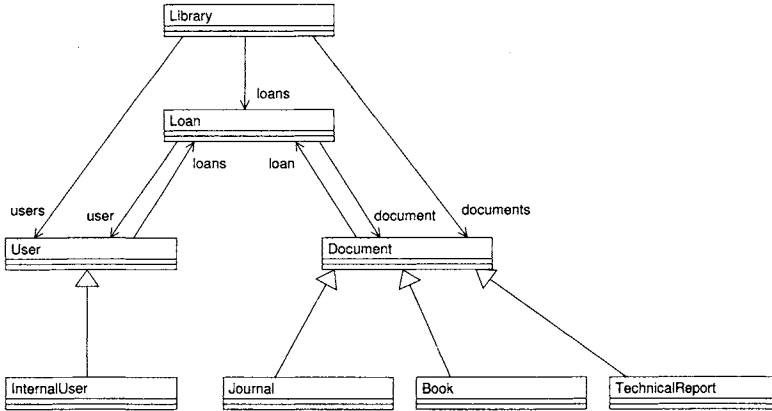 Library
loans
Loan
loans
loan
users
user
document
documents
User
Document
InternalUser
Journal
Book
TechnicalReport